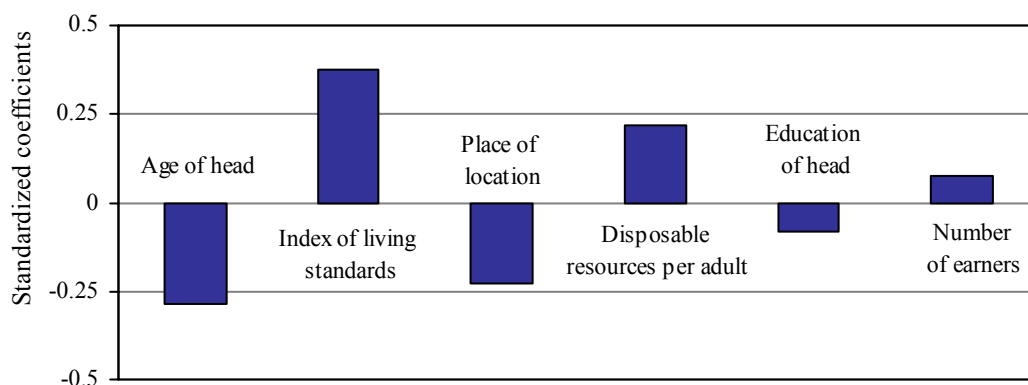 Standardized coefficients
0.5
0.25
0
-0.25
-0.5
Age of head
Index of living
standards
Place of
location
Disposable
resources per adult
Education
of head
Number
of earners